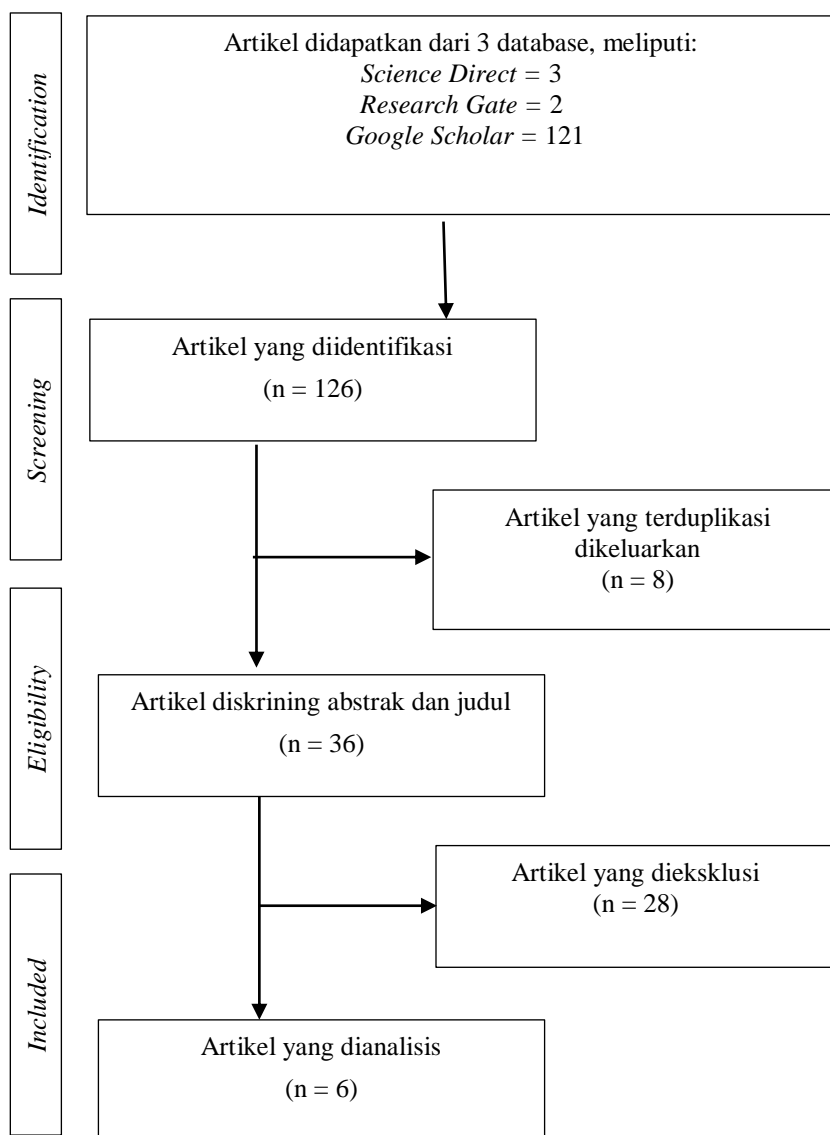 Identification
Artikel didapatkan dari 3 database, meliputi:
Science Direct = 3
Research Gate = 2
Google Scholar = 121
Screening
Artikel yang diidentifikasi
(n = 126)
Artikel yang terduplikasi
dikeluarkan
(n = 8)
Eligibility
Artikel diskrining abstrak dan judul
(n = 36)
Artikel yang dieksklusi
(n = 28)
Included
Artikel yang dianalisis
(n = 6)